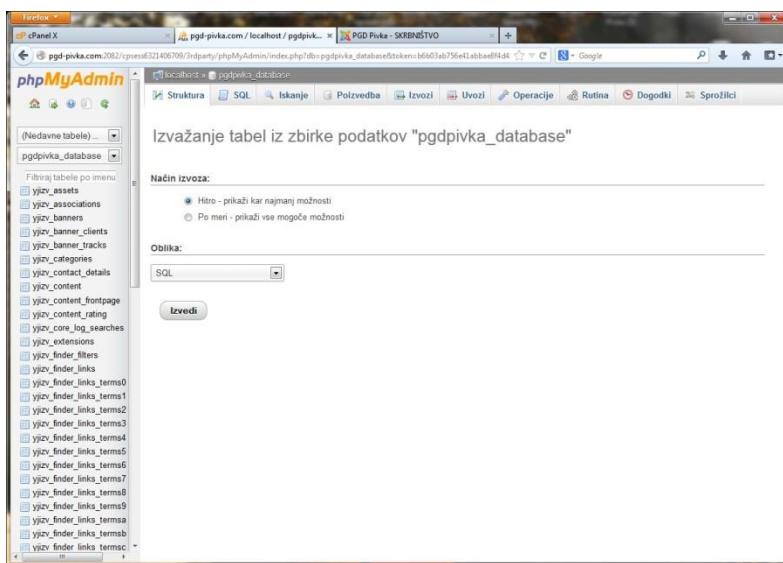 Firefox
cPanel X
pgd-pivka.com / localhost / pgdpivk...
PGD Pivka - SKRBNIŠTVO
pgd-pivka.com:2082/cpsess6321406709/3rdparty/phpMyAdmin/index.php?db=pgdpivka_database&token=b6b03ab756e41abbae8f4d4
Google
phpMyAdmin
localhost » pgdpivka_database
Struktura SQL Iskanje Poizvedba Izvozi Uvozi Operacije Rutina Dogodki Sprožilci
(Nedavne tabele) ...
pgdpivka_database
Filtriraj tabele po imenu
yjizv_assets
yjizv_associations
yjizv_banners
yjizv_banner_clients
yjizv_banner_tracks
yjizv_categories
yjizv_contact_details
yjizv_content
yjizv_content_frontpage
yjizv_content_rating
yjizv_core_log_searches
yjizv_extensions
yjizv_finder_filters
yjizv_finder_links
yjizv_finder_links_terms0
yjizv_finder_links_terms1
yjizv_finder_links_terms2
yjizv_finder_links_terms3
yjizv_finder_links_terms4
yjizv_finder_links_terms5
yjizv_finder_links_terms6
yjizv_finder_links_terms7
yjizv_finder_links_terms8
yjizv_finder_links_terms9
yjizv_finder_links_termsa
yjizv_finder_links_termsb
yjizv_finder_links_termsc
Izvažanje tabel iz zbirke podatkov "pgdpivka_database"
Način izvoza:
Hitro - prikaži kar najmanj možnosti
Po meri - prikaži vse mogoče možnosti
Oblika:
SQL
Izvedi